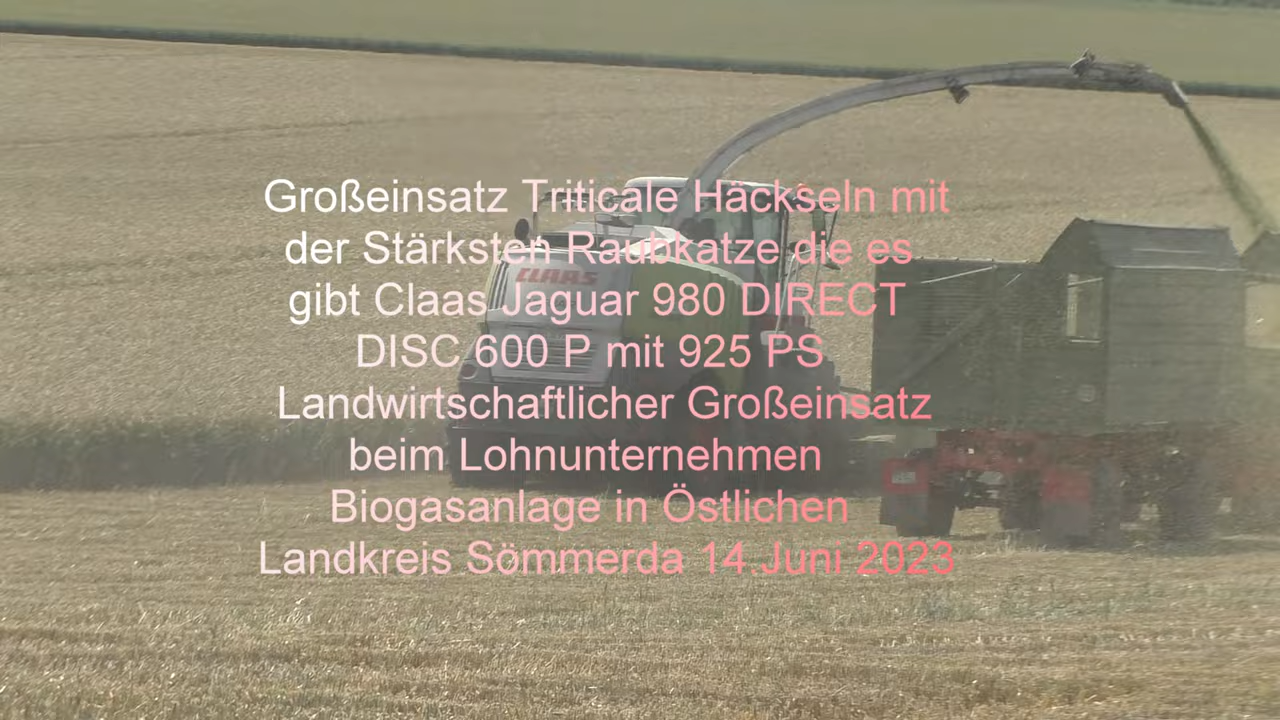 Großeinsatz Triticale Häckseln mit
der Stärksten Raubkatze die es
CLAAS
gibt Claas Jaguar 980 DIRECT
DISC 600 P mit 925 PS
Landwirtschaftlicher Großeinsatz
beim Lohnunternehmen
Biogasanlage in Östlichen
Landkreis Sömmerda 14.Juni 2023